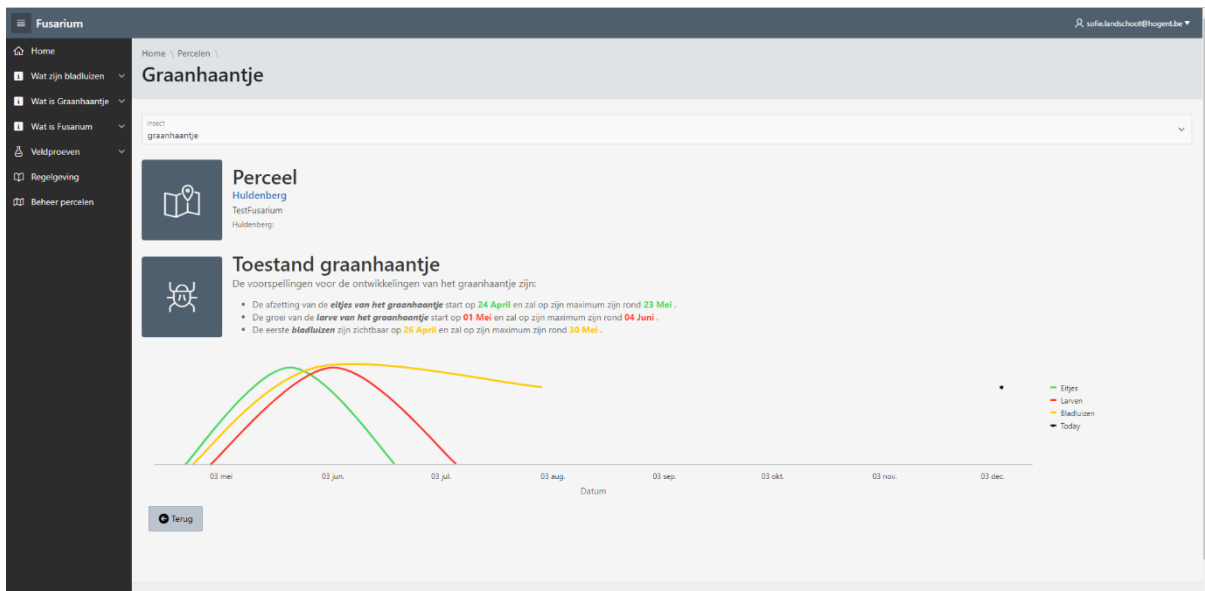 Fusarium
sofie.landschoot@hogent.be
Home
Wat zijn bladluizen
Wat is Graanhaantje
Wat is Fusarium
Veldproeven
Regelgeving
Beheer percelen
Home \ Percelen \
Graanhaantje
Insect
graanhaantje
Perceel
Huldenberg
TestFusarium
Huldenberg:
Toestand graanhaantje
De voorspellingen voor de ontwikkelingen van het graanhaantje zijn:
De afzetting van de eitjes van het graanhaantje start op 24 April en zal op zijn maximum zijn rond 23 Mei .
De groei van de larve van het graanhaantje start op 01 Mei en zal op zijn maximum zijn rond 04 Juni .
De eerste bladluizen zijn zichtbaar op 26 April en zal op zijn maximum zijn rond 30 Mei .
Eitjes
Larven
Bladluizen
Today
03 mei 03 jun. 03 jul. 03 aug. 03 sep. 03 okt. 03 nov. 03 dec.
Datum
Terug